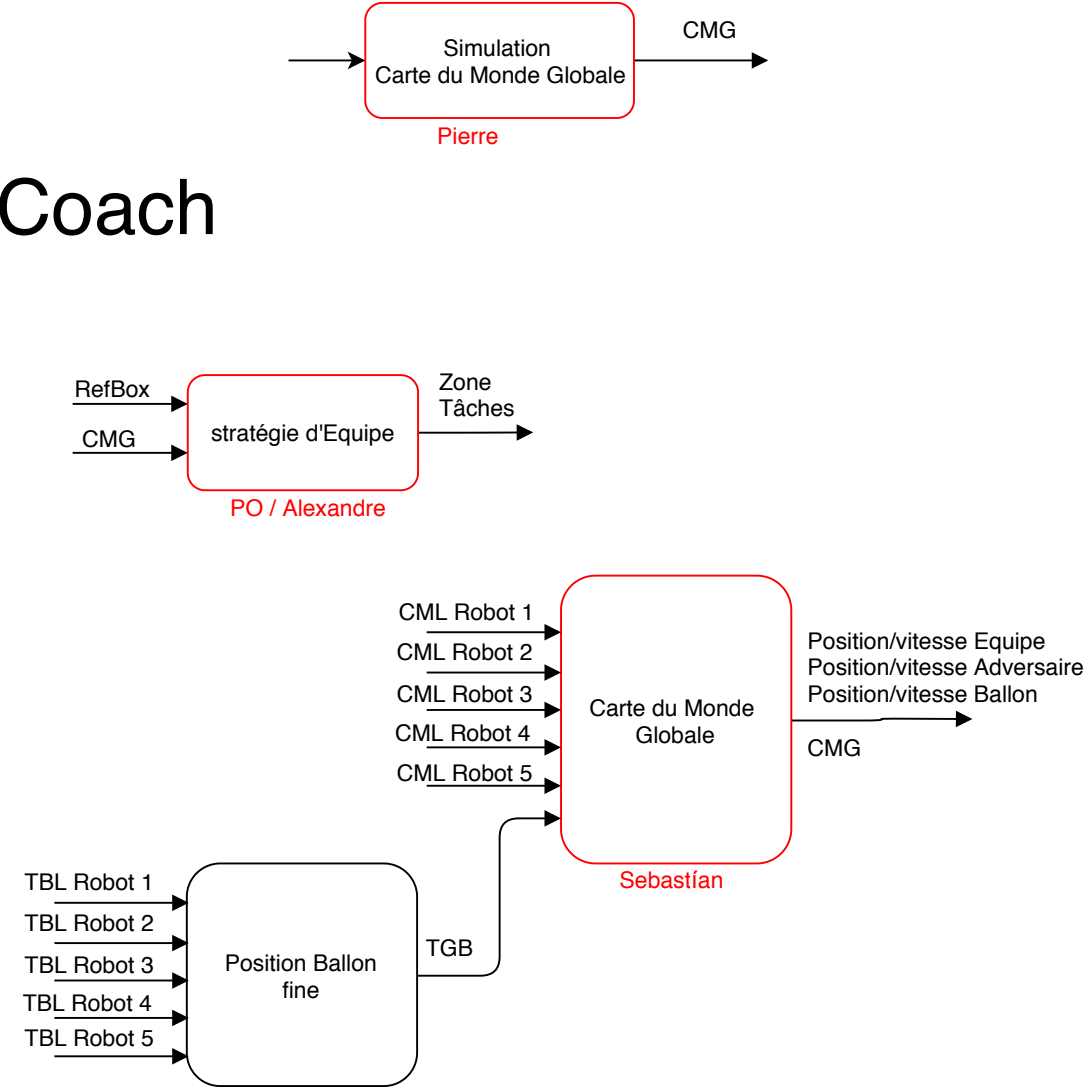 CMG
Simulation
Carte du Monde Globale
Pierre
Coach
RefBox
CMG
stratégie d'Equipe
Zone
Tâches
PO / Alexandre
CML Robot 1
CML Robot 2
CML Robot 3
CML Robot 4
CML Robot 5
Carte du Monde
Globale
Position/vitesse Equipe
Position/vitesse Adversaire
Position/vitesse Ballon
CMG
Sebastían
TBL Robot 1
TBL Robot 2
TBL Robot 3
TBL Robot 4
TBL Robot 5
Position Ballon
fine
TGB